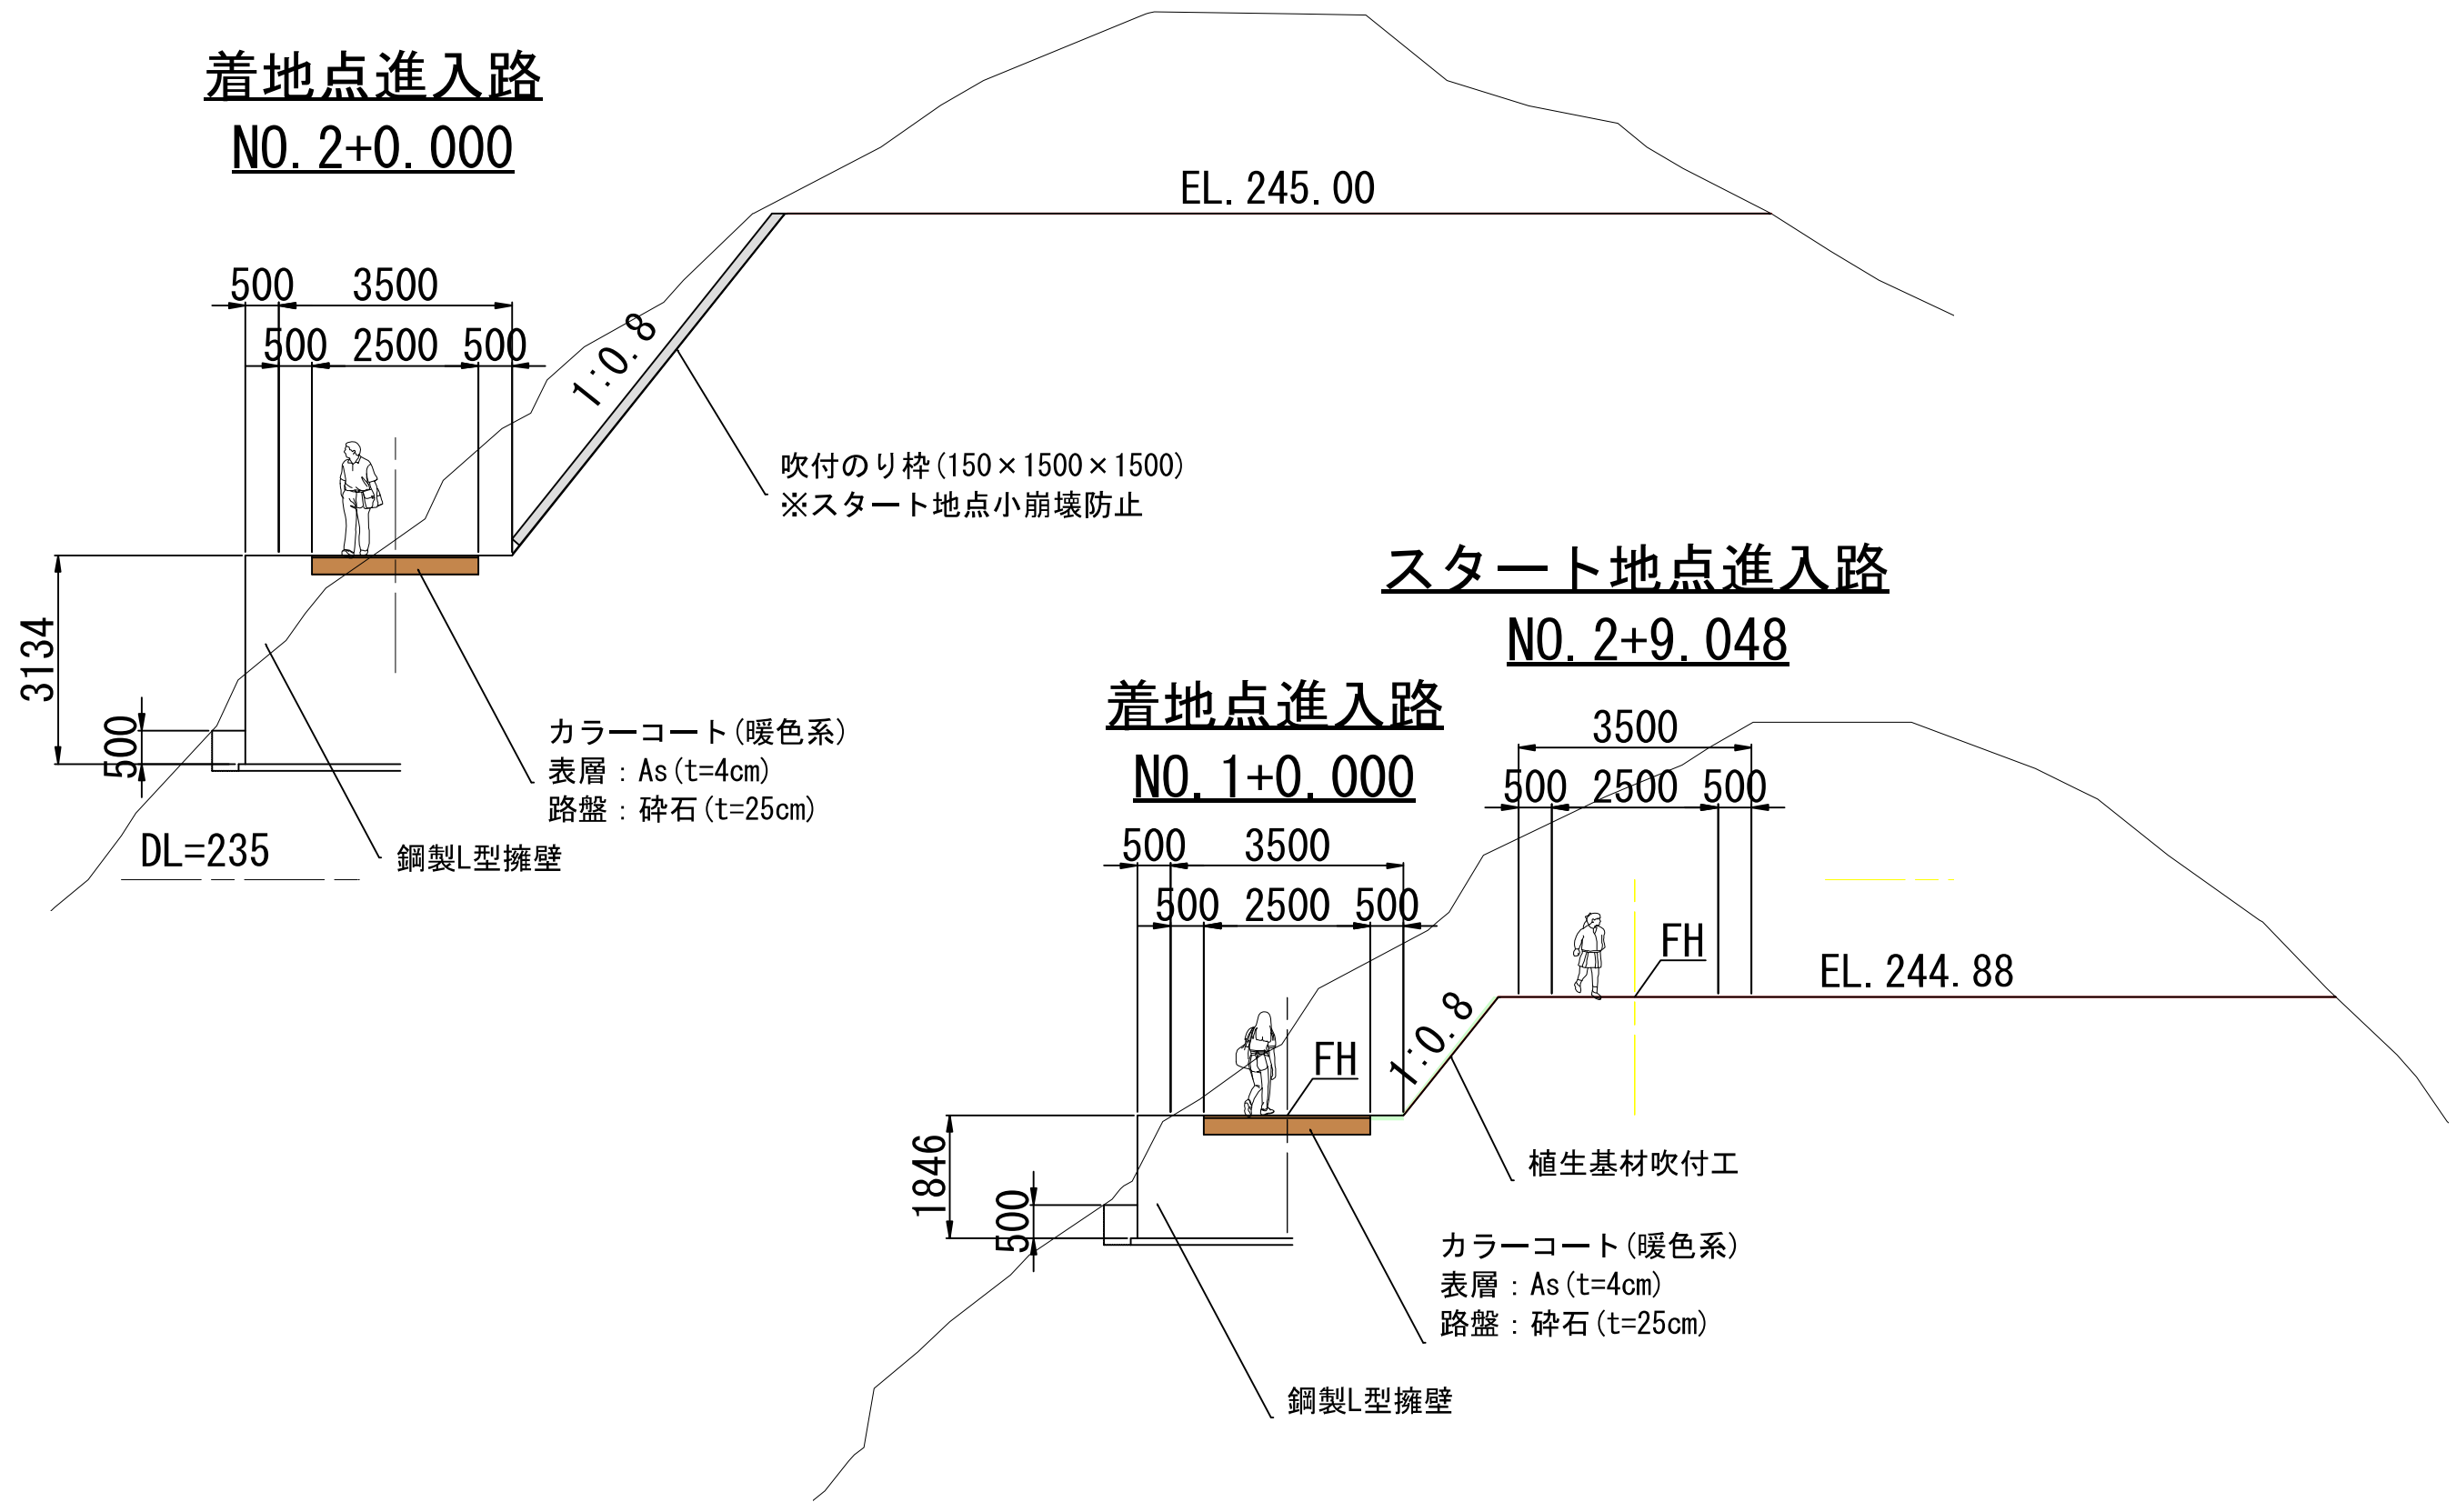 着地点進入路
NO.2+0.000
EL.245.00
500
3500
500
2500
500
1:0.8
吹付のり枠(150×1500×1500)
※スタート地点小崩壊防止
3134
500
カラーコート(暖色系)
表層：As(t=4cm)
路盤：砕石(t=25cm)
鋼製L型擁壁
DL=235
スタート地点進入路
NO.2+9.048
3500
500
2500
500
FH
EL.244.88
着地点進入路
NO.1+0.000
500
3500
500
2500
500
FH
1:0.8
1846
500
植生基材吹付工
カラーコート(暖色系)
表層：As(t=4cm)
路盤：砕石(t=25cm)
鋼製L型擁壁